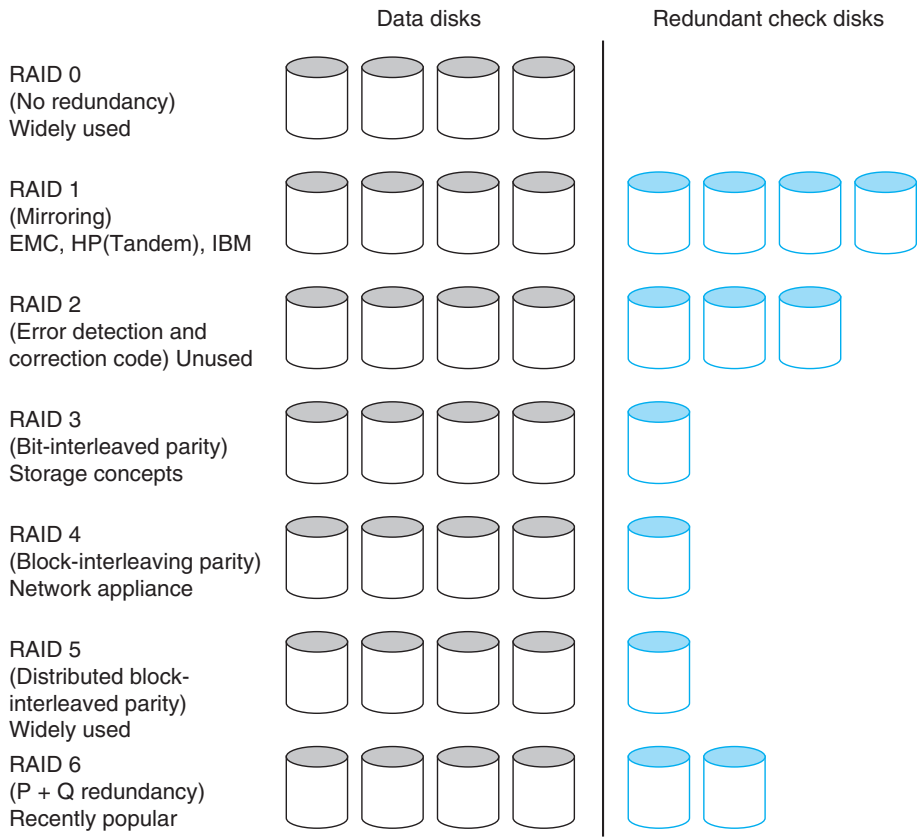 Data disks
Redundant check disks
RAID 0
(No redundancy)
Widely used
RAID 1
(Mirroring)
EMC, HP(Tandem), IBM
RAID 2
(Error detection and
correction code) Unused
RAID 3
(Bit-interleaved parity)
Storage concepts
RAID 4
(Block-interleaving parity)
Network appliance
RAID 5
(Distributed block-
interleaved parity)
Widely used
RAID 6
(P + Q redundancy)
Recently popular